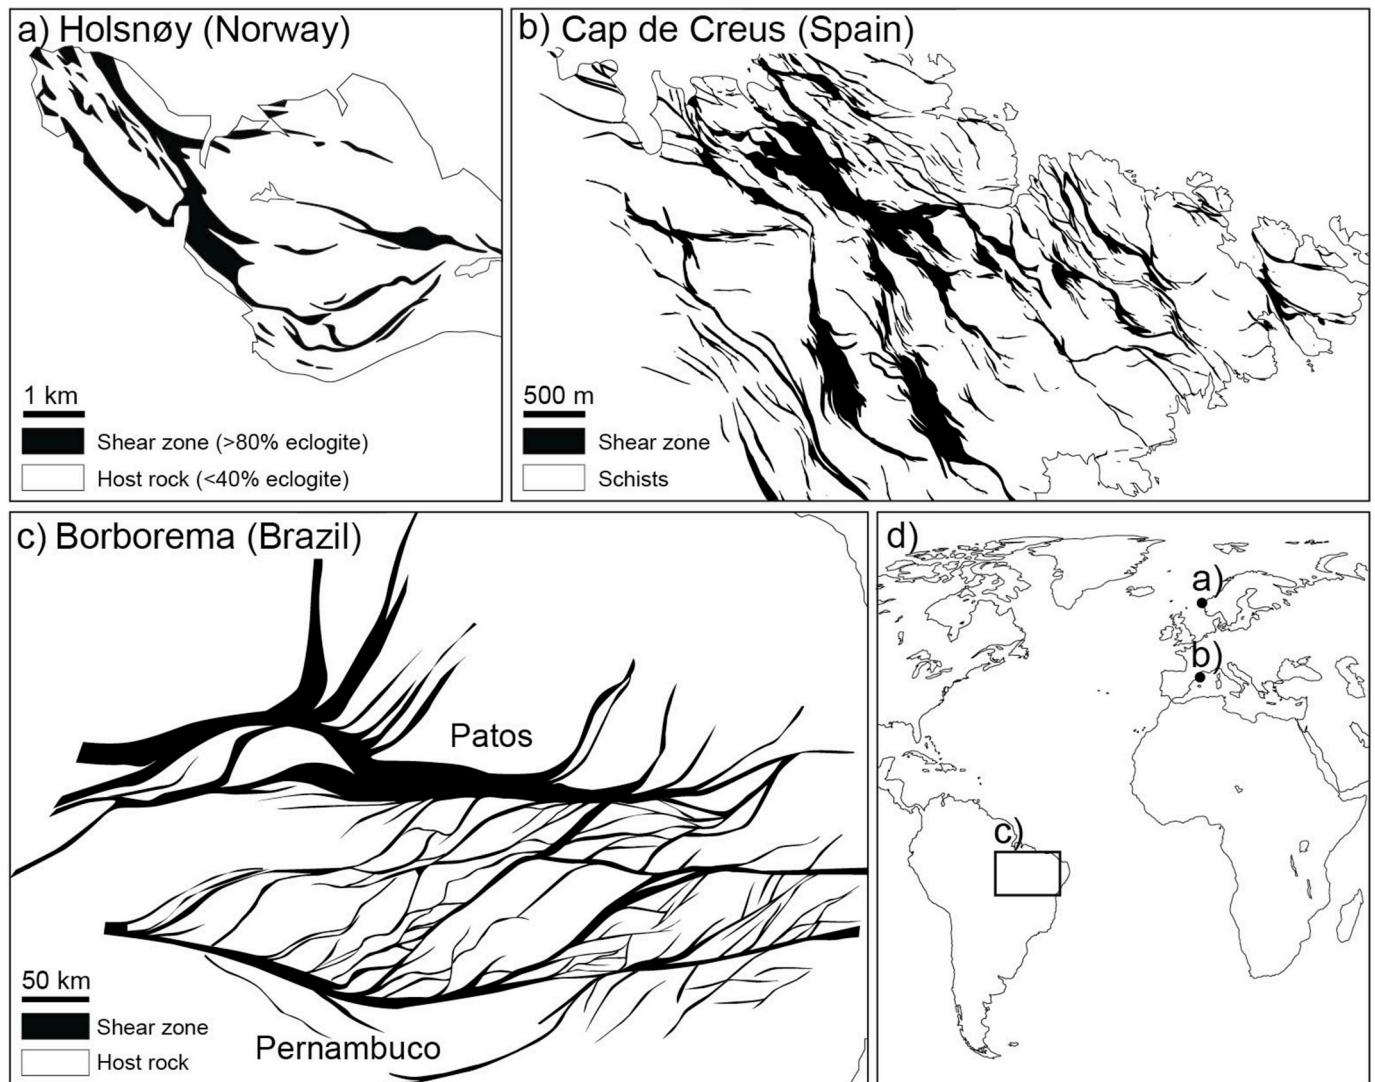 a) Holsnøy (Norway)
1 km
Shear zone (>80% eclogite)
Host rock (<40% eclogite)
b) Cap de Creus (Spain)
500 m
Shear zone
Schists
c) Borborema (Brazil)
Patos
50 km
Shear zone
Host rock
Pernambuco
d)
a)
b)
c)